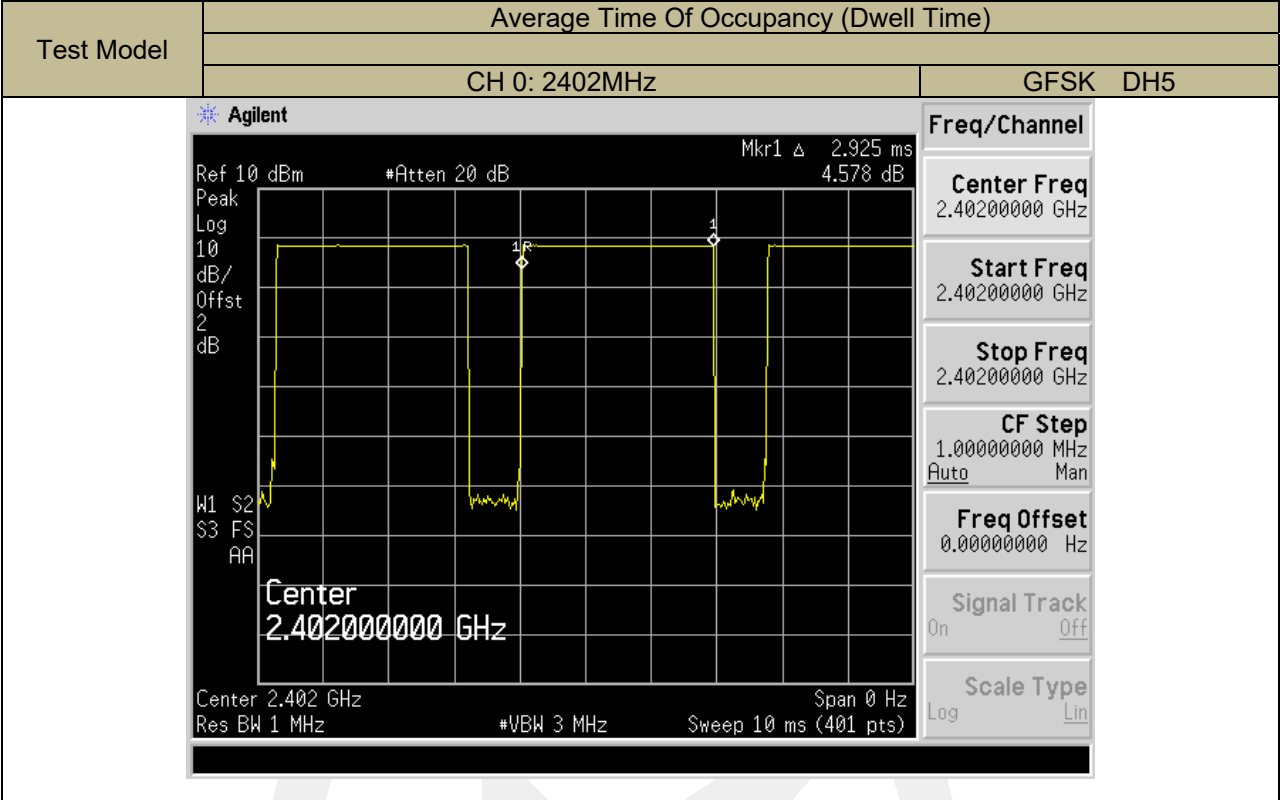 Test Model
Average Time Of Occupancy (Dwell Time)
CH 0: 2402MHz
GFSK DH5
Agilent
Mkr1 Δ 2.925 ms
Ref 10 dBm #Atten 20 dB 4.578 dB
Peak
Log
10
dB/
Offst
2
dB
1R
1
W1 S2
S3 FS
AA
Center
2.402000000 GHz
Center 2.402 GHz Span 0 Hz
Res BW 1 MHz #VBW 3 MHz Sweep 10 ms (401 pts)
Freq/Channel
Center Freq
2.40200000 GHz
Start Freq
2.40200000 GHz
Stop Freq
2.40200000 GHz
CF Step
1.00000000 MHz
Auto Man
Freq Offset
0.00000000 Hz
Signal Track
On Off
Scale Type
Log Lin